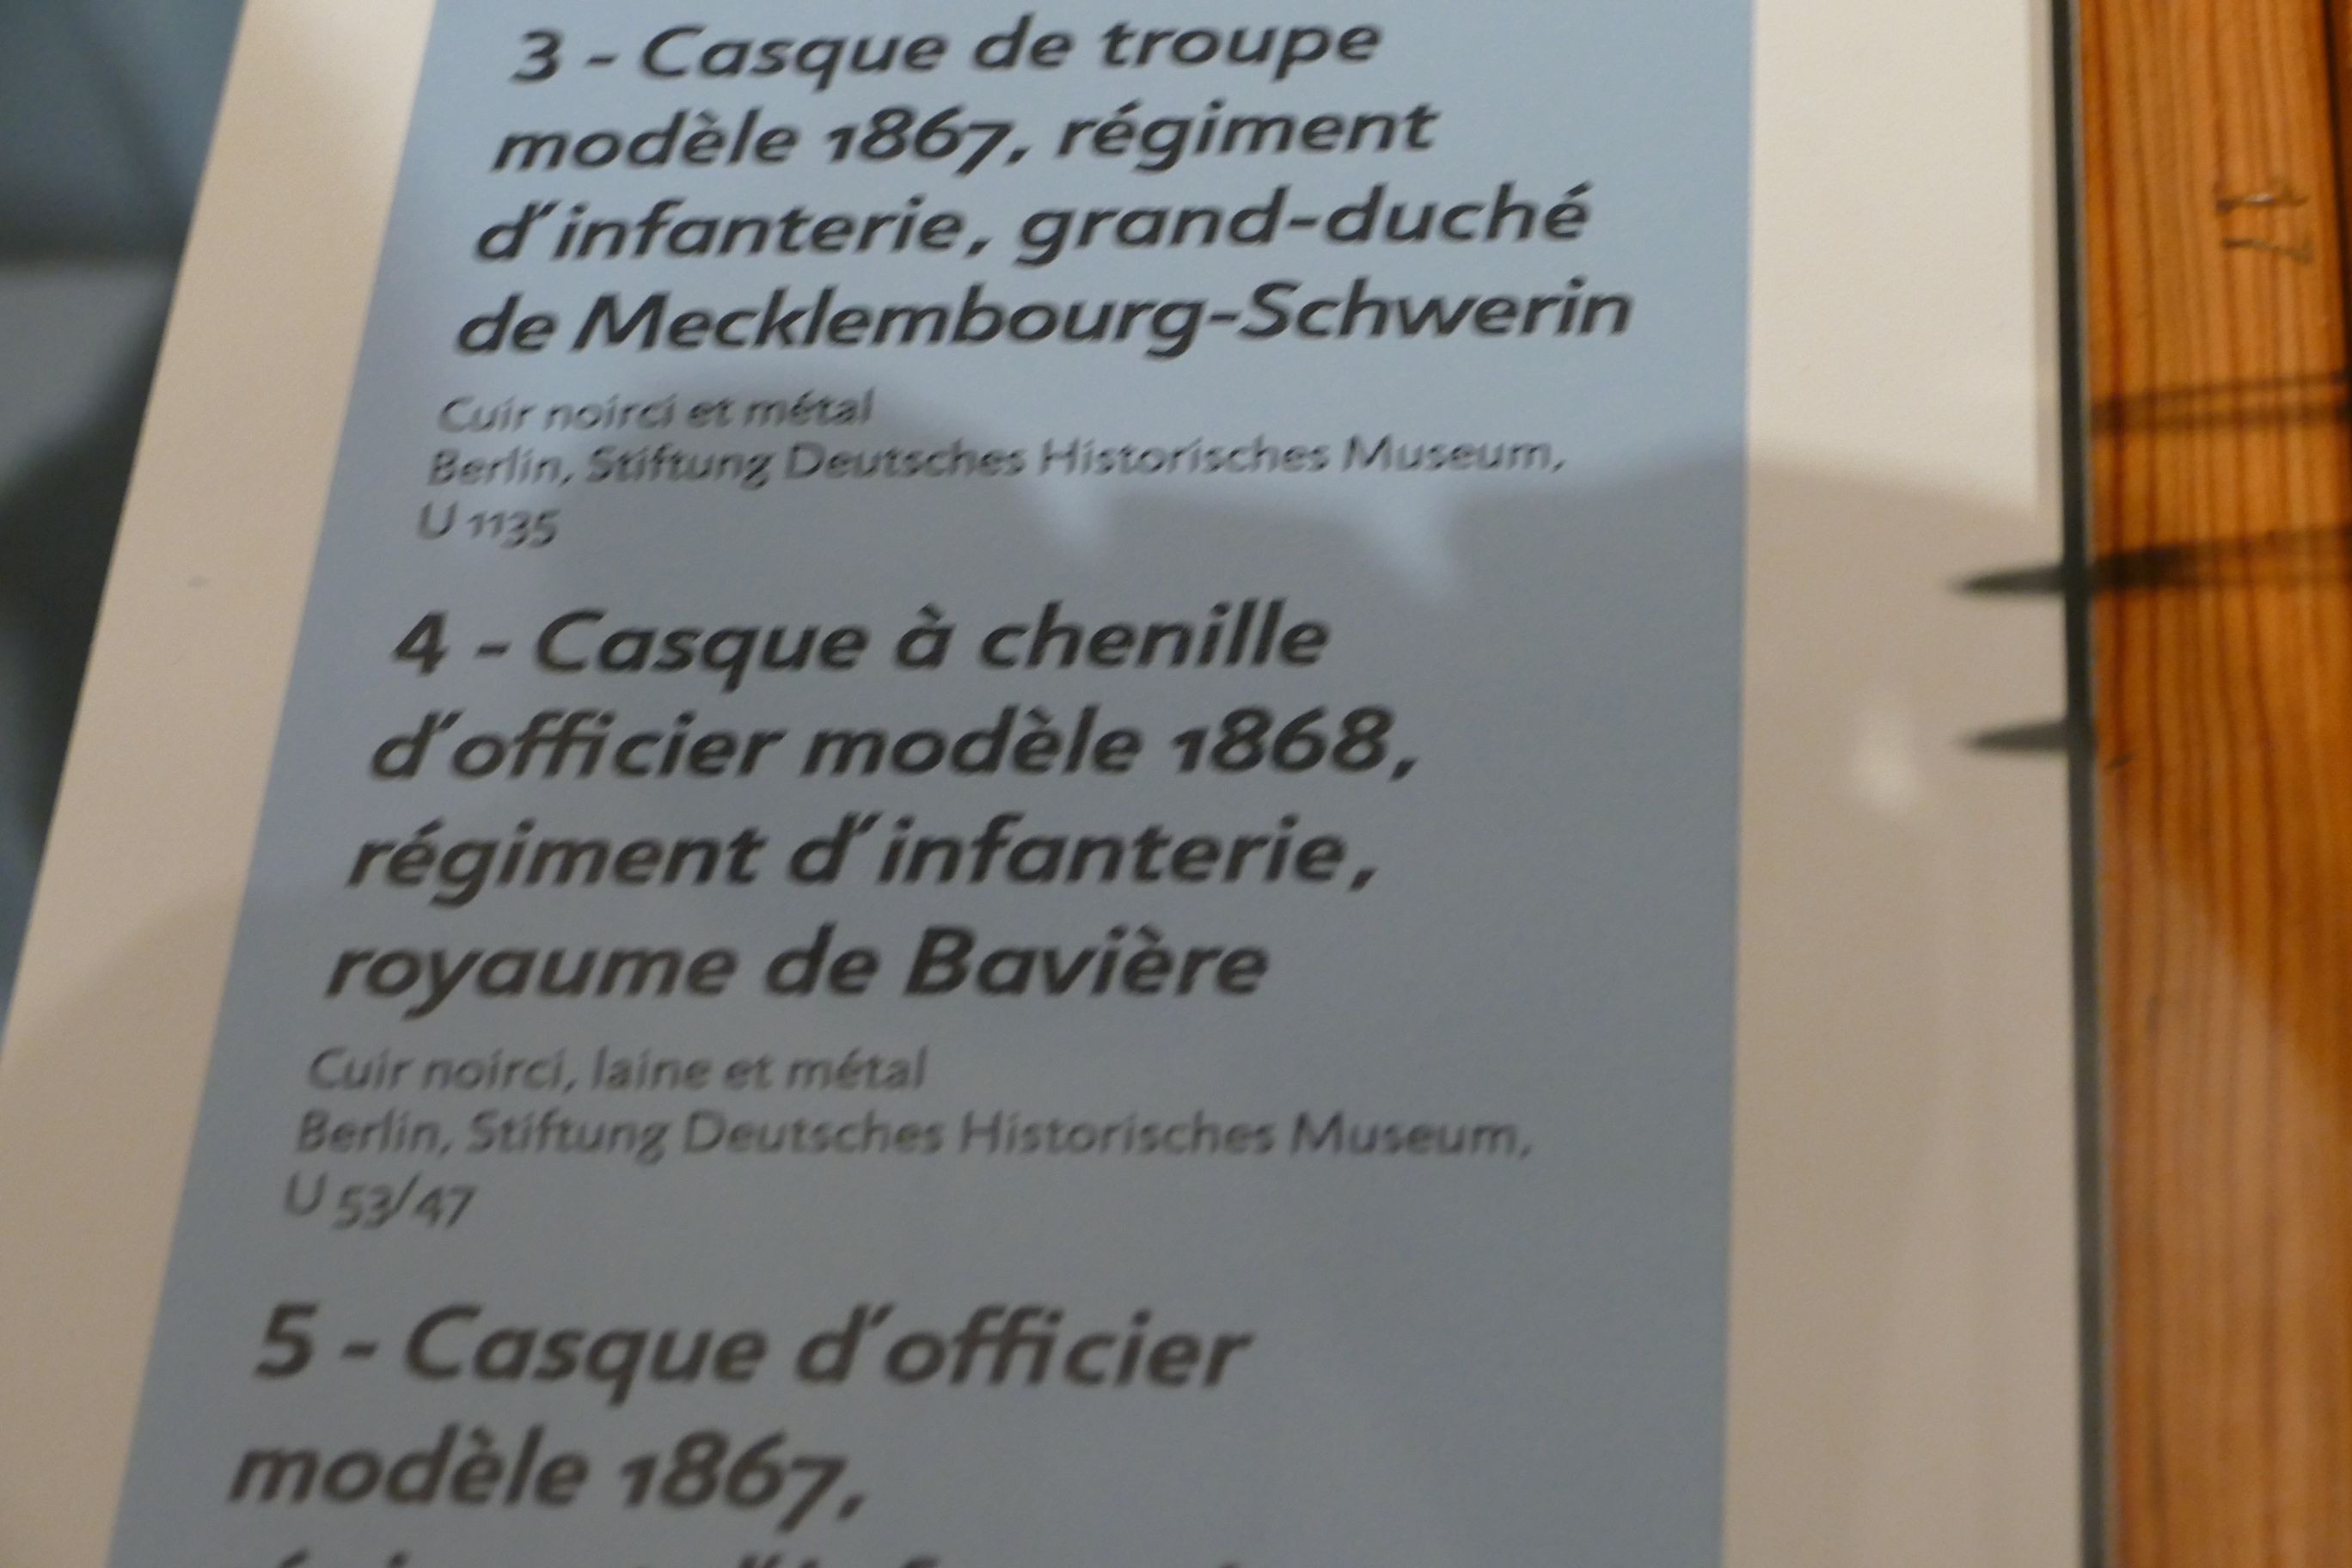 3 - Casque de troupe
modèle 1867, régiment
d'infanterie, grand-duché
de Mecklembourg-Schwerin
Cuir noirci et métal
Berlin, Stiftung Deutsches Historisches Museum,
U 1135
4 - Casque à chenille
d'officier modèle 1868,
régiment d'infanterie,
royaume de Bavière
Cuir noirci, laine et métal
Berlin, Stiftung Deutsches Historisches Museum,
U 53/47
5 - Casque d'officier
modèle 1867,